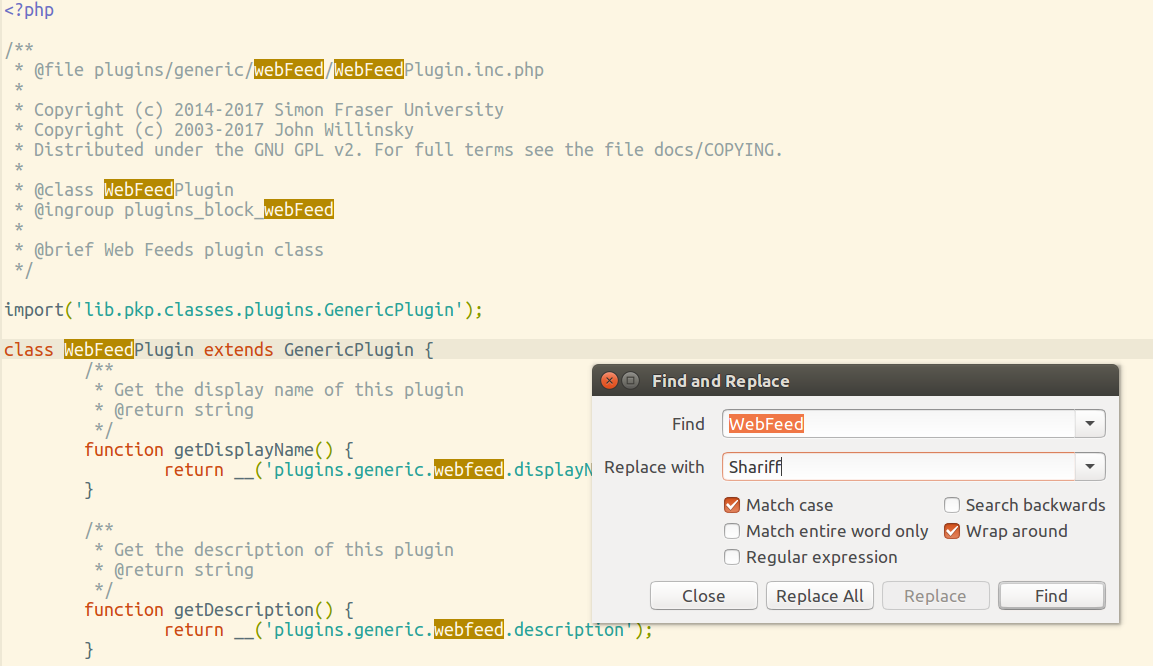 <?php
/**
 * @file plugins/generic/webFeed/WebFeedPlugin.inc.php
 *
 * Copyright (c) 2014-2017 Simon Fraser University
 * Copyright (c) 2003-2017 John Willinsky
 * Distributed under the GNU GPL v2. For full terms see the file docs/COPYING.
 *
 * @class WebFeedPlugin
 * @ingroup plugins_block_webFeed
 *
 * @brief Web Feeds plugin class
 */
import('lib.pkp.classes.plugins.GenericPlugin');
class WebFeedPlugin extends GenericPlugin {
/**
 * Get the display name of this plugin
 * @return string
 */
function getDisplayName() {
return __('plugins.generic.webfeed.displayN
}
/**
 * Get the description of this plugin
 * @return string
 */
function getDescription() {
return __('plugins.generic.webfeed.description');
}
Find and Replace
Find WebFeed
Replace with Shariff
Match case Search backwards
Match entire word only Wrap around
Regular expression
Close Replace All Replace Find